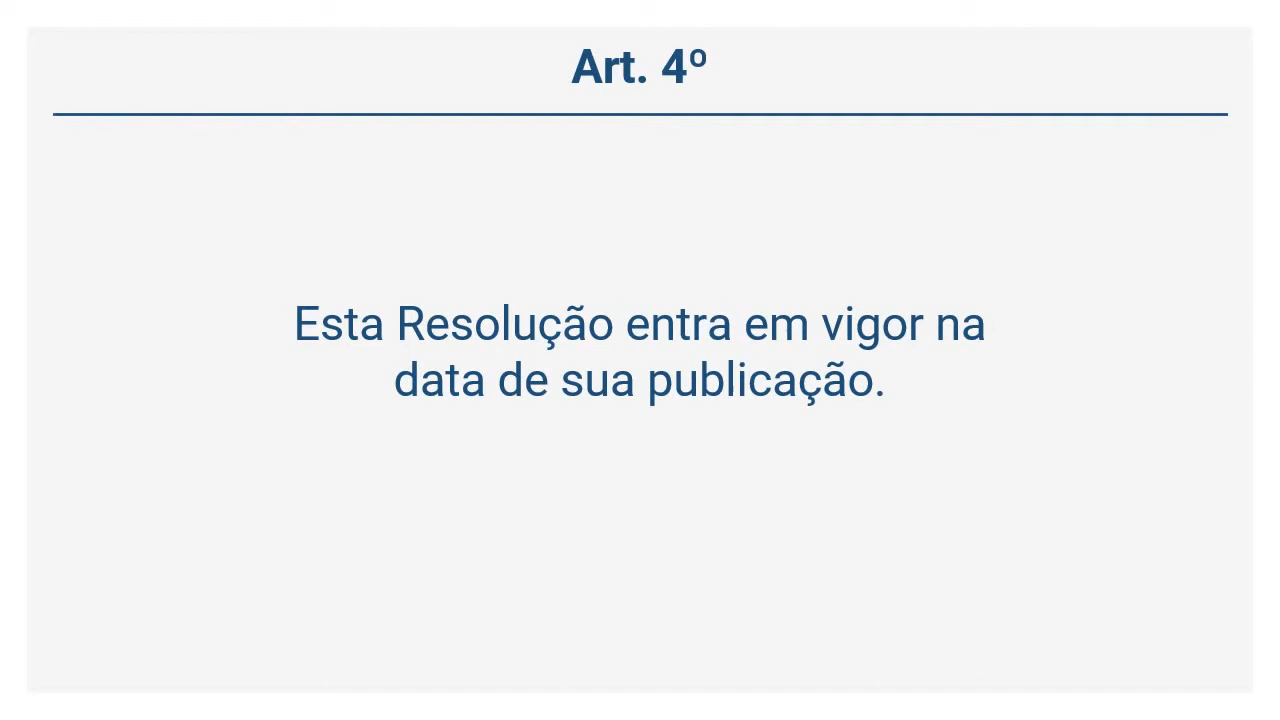 Art. 4º
Esta Resolução entra em vigor na
data de sua publicação.